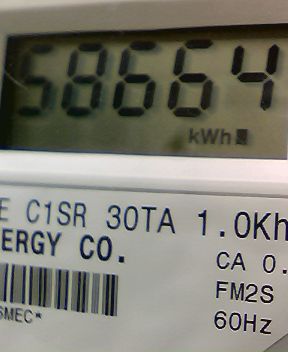 58664
kWh
E C1SR 30TA 1.0Kh
ERGY CO.
CA 0.
FM2S
SMEC*
60Hz